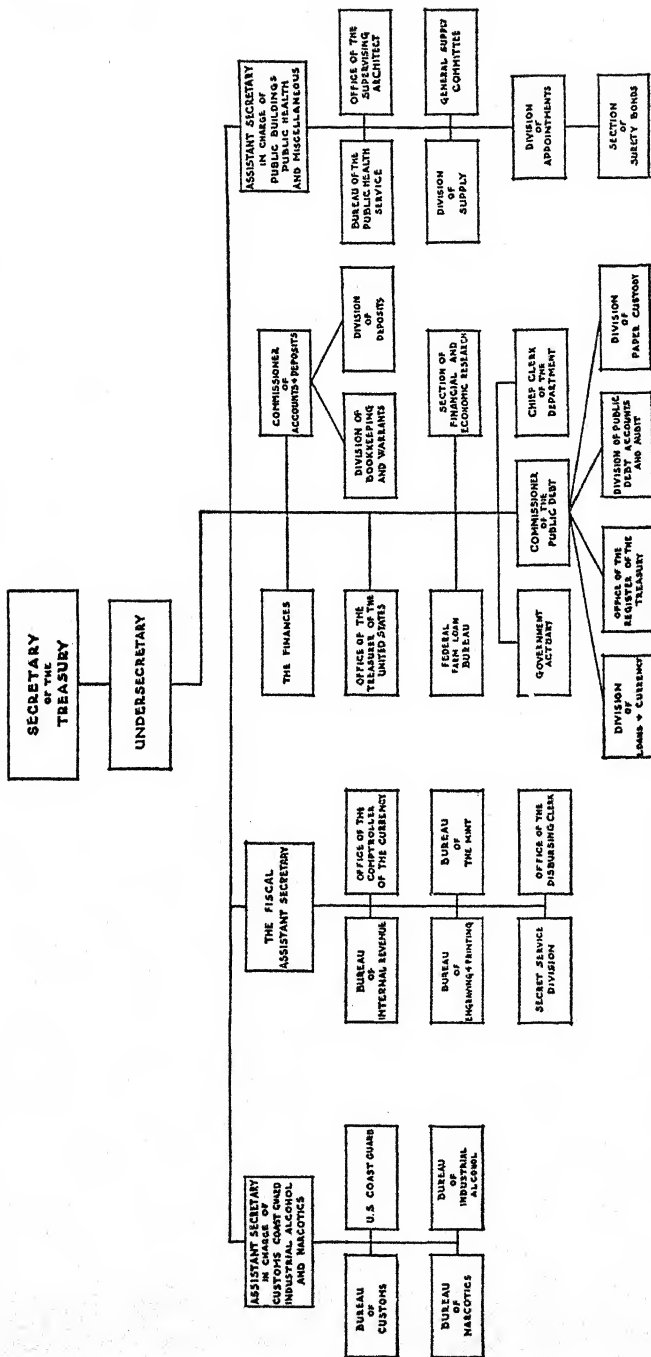 SECRETARY
OF THE
TREASURY
UNDERSECRETARY
ASSISTANT SECRETARY
IN CHARGE OF
CUSTOMS COAST GUARD
INDUSTRIAL ALCOHOL
AND NARCOTICS
BUREAU
OF
CUSTOMS
U.S. COAST GUARD
BUREAU
OF
NARCOTICS
BUREAU
OF
INDUSTRIAL
ALCOHOL
THE FISCAL
ASSISTANT SECRETARY
BUREAU
OF
INTERNAL REVENUE
OFFICE OF THE
COMPTROLLER
OF THE CURRENCY
BUREAU
OF
ENGRAVING + PRINTING
BUREAU
OF
THE MINT
SECRET SERVICE
DIVISION
OFFICE OF THE
DISBURSING CLERK
THE FINANCES
COMMISSIONER
OF
ACCOUNTS + DEPOSITS
DIVISION OF
BOOKKEEPING
AND WARRANTS
DIVISION
OF
DEPOSITS
OFFICE OF THE
TREASURER OF THE
UNITED STATES
FEDERAL
FARM LOAN
BUREAU
SECTION OF
FINANCIAL AND
ECONOMIC RESEARCH
GOVERNMENT
ACTUARY
COMMISSIONER
OF THE
PUBLIC DEBT
CHIEF CLERK
OF THE
DEPARTMENT
DIVISION
OF
LOANS + CURRENCY
OFFICE OF THE
REGISTER OF THE
TREASURY
DIVISION OF PUBLIC
DEBT ACCOUNTS
AND AUDIT
DIVISION
OF
PAPER CUSTODY
ASSISTANT SECRETARY
IN CHARGE OF
PUBLIC BUILDINGS
PUBLIC HEALTH
AND MISCELLANEOUS
BUREAU OF THE
PUBLIC HEALTH
SERVICE
OFFICE OF THE
SUPERVISING
ARCHITECT
DIVISION
OF
SUPPLY
GENERAL SUPPLY
COMMITTEE
DIVISION
OF
APPOINTMENTS
SECTION
OF
SURETY BONDS